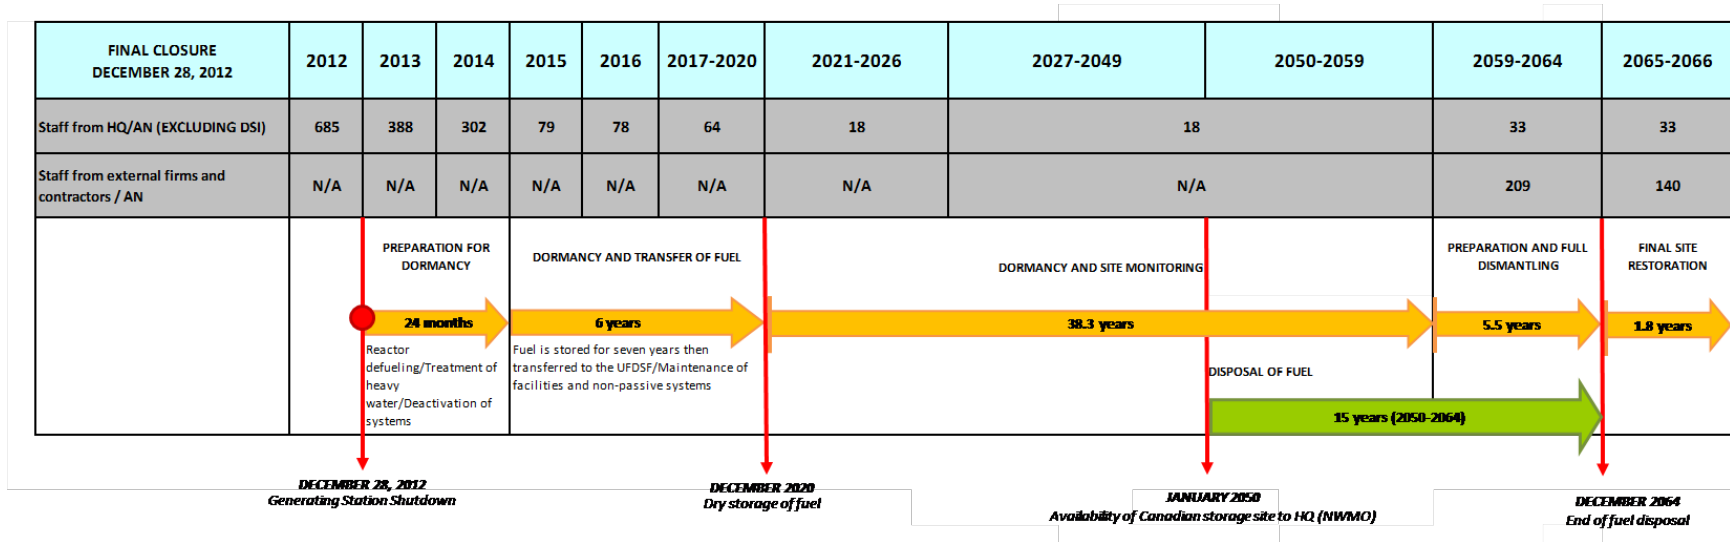 FINAL CLOSURE
DECEMBER 28, 2012
2012
2013
2014
2015
2016
2017-2020
2021-2026
2027-2049
2050-2059
2059-2064
2065-2066
Staff from HQ/AN (EXCLUDING DSI)
685
388
302
79
78
64
18
18
33
33
Staff from external firms and
contractors / AN
N/A
N/A
N/A
N/A
N/A
N/A
N/A
N/A
209
140
PREPARATION FOR
DORMANCY
DORMANCY AND TRANSFER OF FUEL
DORMANCY AND SITE MONITORING
PREPARATION AND FULL
DISMANTLING
FINAL SITE
RESTORATION
24 months
6 years
38.3 years
5.5 years
1.8 years
Reactor
defueling/Treatment of
heavy
water/Deactivation of
systems
Fuel is stored for seven years then
transferred to the UFDSF/Maintenance of
facilities and non-passive systems
DISPOSAL OF FUEL
15 years (2050-2064)
DECEMBER 28, 2012
Generating Station Shutdown
DECEMBER 2020
Dry storage of fuel
JANUARY 2050
Availability of Canadian storage site to HQ (NWMO)
DECEMBER 2064
End of fuel disposal